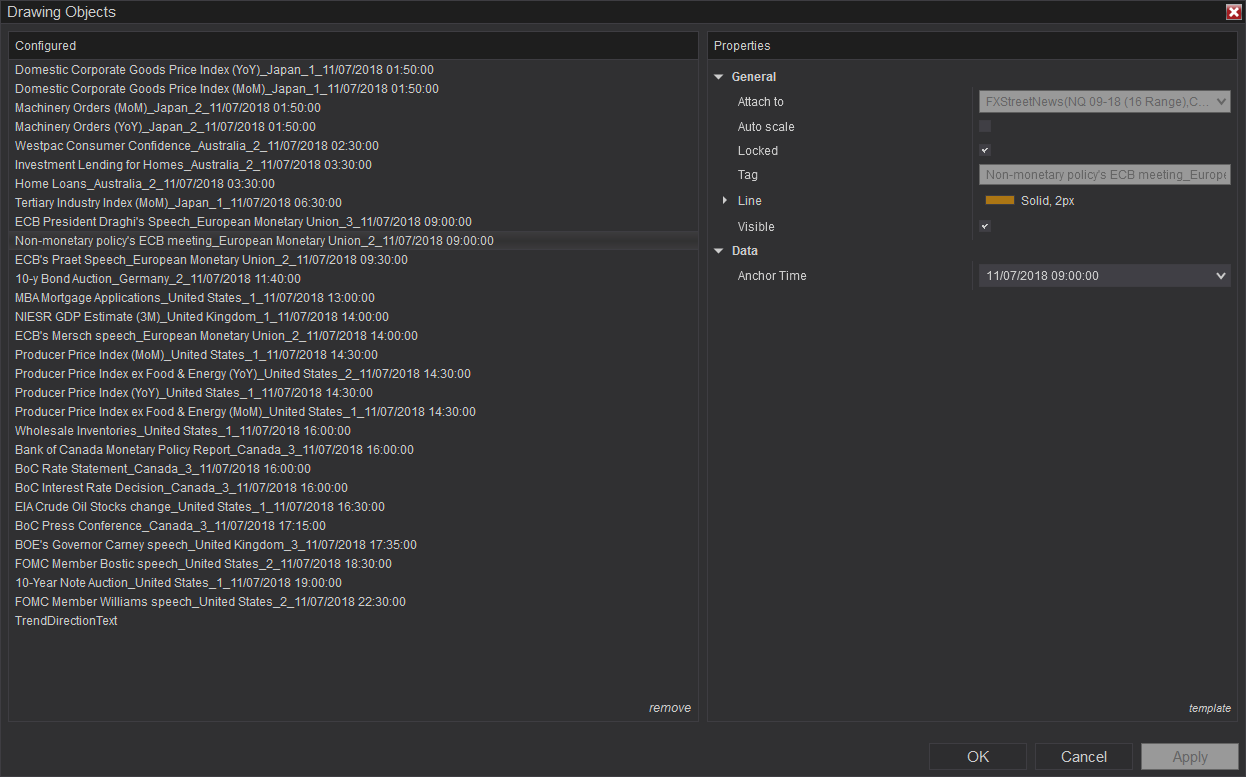 Drawing Objects
Configured
Domestic Corporate Goods Price Index (YoY)_Japan_1_11/07/2018 01:50:00
Domestic Corporate Goods Price Index (MoM)_Japan_1_11/07/2018 01:50:00
Machinery Orders (MoM)_Japan_2_11/07/2018 01:50:00
Machinery Orders (YoY)_Japan_2_11/07/2018 01:50:00
Westpac Consumer Confidence_Australia_2_11/07/2018 02:30:00
Investment Lending for Homes_Australia_2_11/07/2018 03:30:00
Home Loans_Australia_2_11/07/2018 03:30:00
Tertiary Industry Index (MoM)_Japan_1_11/07/2018 06:30:00
ECB President Draghi's Speech_European Monetary Union_3_11/07/2018 09:00:00
Non-monetary policy's ECB meeting_European Monetary Union_2_11/07/2018 09:00:00
ECB's Praet Speech_European Monetary Union_2_11/07/2018 09:30:00
10-y Bond Auction_Germany_2_11/07/2018 11:40:00
MBA Mortgage Applications_United States_1_11/07/2018 13:00:00
NIESR GDP Estimate (3M)_United Kingdom_1_11/07/2018 14:00:00
ECB's Mersch speech_European Monetary Union_2_11/07/2018 14:00:00
Producer Price Index (MoM)_United States_1_11/07/2018 14:30:00
Producer Price Index ex Food & Energy (YoY)_United States_2_11/07/2018 14:30:00
Producer Price Index (YoY)_United States_1_11/07/2018 14:30:00
Producer Price Index ex Food & Energy (MoM)_United States_1_11/07/2018 14:30:00
Wholesale Inventories_United States_1_11/07/2018 16:00:00
Bank of Canada Monetary Policy Report_Canada_3_11/07/2018 16:00:00
BoC Rate Statement_Canada_3_11/07/2018 16:00:00
BoC Interest Rate Decision_Canada_3_11/07/2018 16:00:00
EIA Crude Oil Stocks change_United States_1_11/07/2018 16:30:00
BoC Press Conference_Canada_3_11/07/2018 17:15:00
BOE's Governor Carney speech_United Kingdom_3_11/07/2018 17:35:00
FOMC Member Bostic speech_United States_2_11/07/2018 18:30:00
10-Year Note Auction_United States_1_11/07/2018 19:00:00
FOMC Member Williams speech_United States_2_11/07/2018 22:30:00
TrendDirectionText
remove
Properties
General
Attach to FXStreetNews(NQ 09-18 (16 Range),C...
Auto scale
Locked
Tag Non-monetary policy's ECB meeting_Europe
Line Solid, 2px
Visible
Data
Anchor Time 11/07/2018 09:00:00
template
OK Cancel Apply